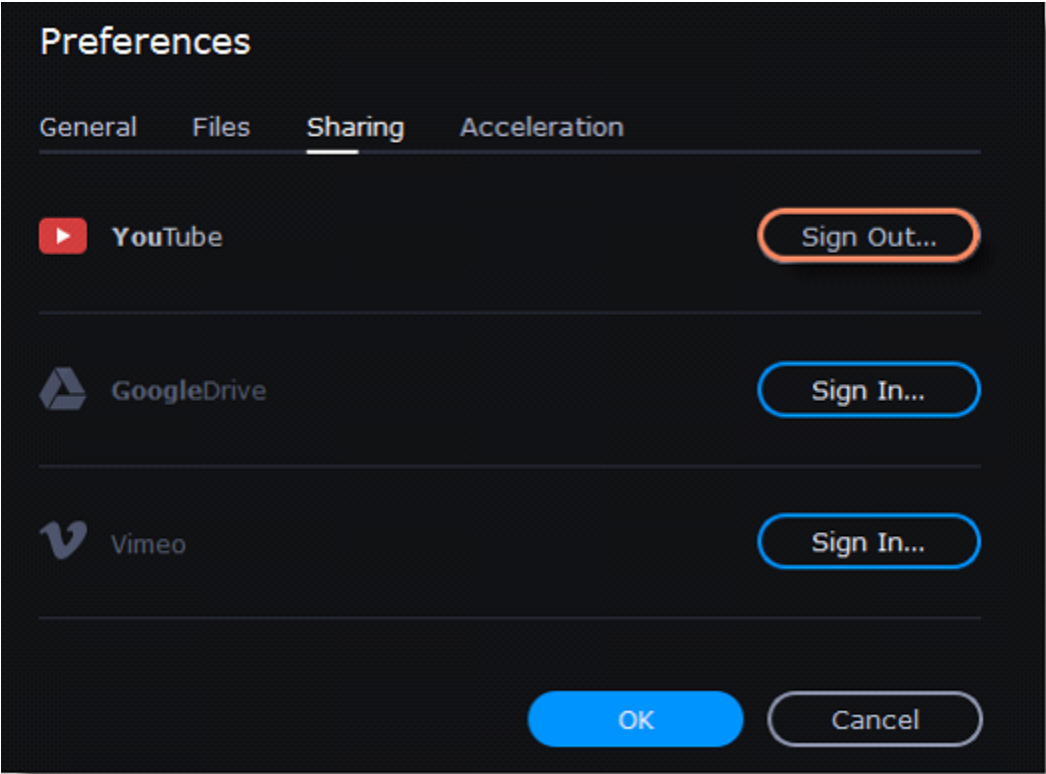 Preferences
General Files Sharing Acceleration
YouTube Sign Out...
GoogleDrive Sign In...
Vimeo Sign In...
OK Cancel